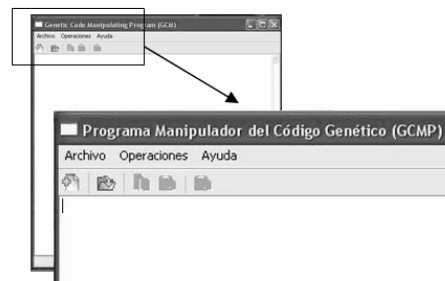 Genetic Code Manipulating Program (GCM)
Archivo Operaciones Ayuda
Programa Manipulador del Código Genético (GCMP)
Archivo Operaciones Ayuda